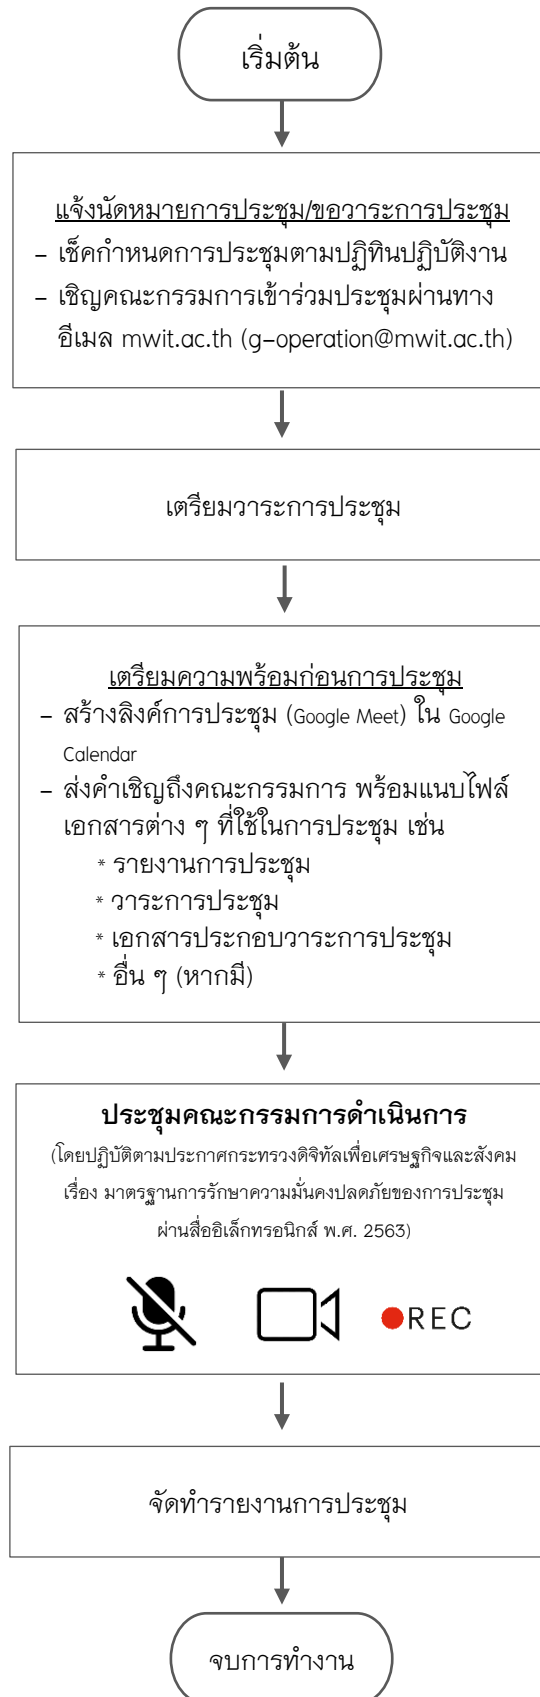 เริ่มต้น
แจ้งนัดหมายการประชุม/ขอวาระการประชุม
- เช็คกำหนดการประชุมตามปฏิทินปฏิบัติงาน
- เชิญคณะกรรมการเข้าร่วมประชุมผ่านทาง
อีเมล mwit.ac.th (g-operation@mwit.ac.th)
เตรียมวาระการประชุม
เตรียมความพร้อมก่อนการประชุม
- สร้างลิงค์การประชุม (Google Meet) ใน Google
Calendar
- ส่งคำเชิญถึงคณะกรรมการ พร้อมแนบไฟล์
เอกสารต่าง ๆ ที่ใช้ในการประชุม เช่น
* รายงานการประชุม
* วาระการประชุม
* เอกสารประกอบวาระการประชุม
* อื่น ๆ (หากมี)
ประชุมคณะกรรมการดำเนินการ
(โดยปฏิบัติตามประกาศกระทรวงดิจิทัลเพื่อเศรษฐกิจและสังคม
เรื่อง มาตรฐานการรักษาความมั่นคงปลดภัยของการประชุม
ผ่านสื่ออิเล็กทรอนิกส์ พ.ศ. 2563)
REC
จัดทำรายงานการประชุม
จบการทำงาน